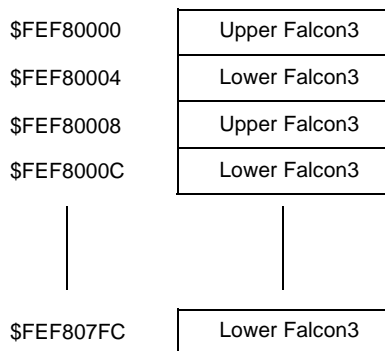 $FEF80000 Upper Falcon3
$FEF80004 Lower Falcon3
$FEF80008 Upper Falcon3
$FEF8000C Lower Falcon3
$FEF807FC Lower Falcon3